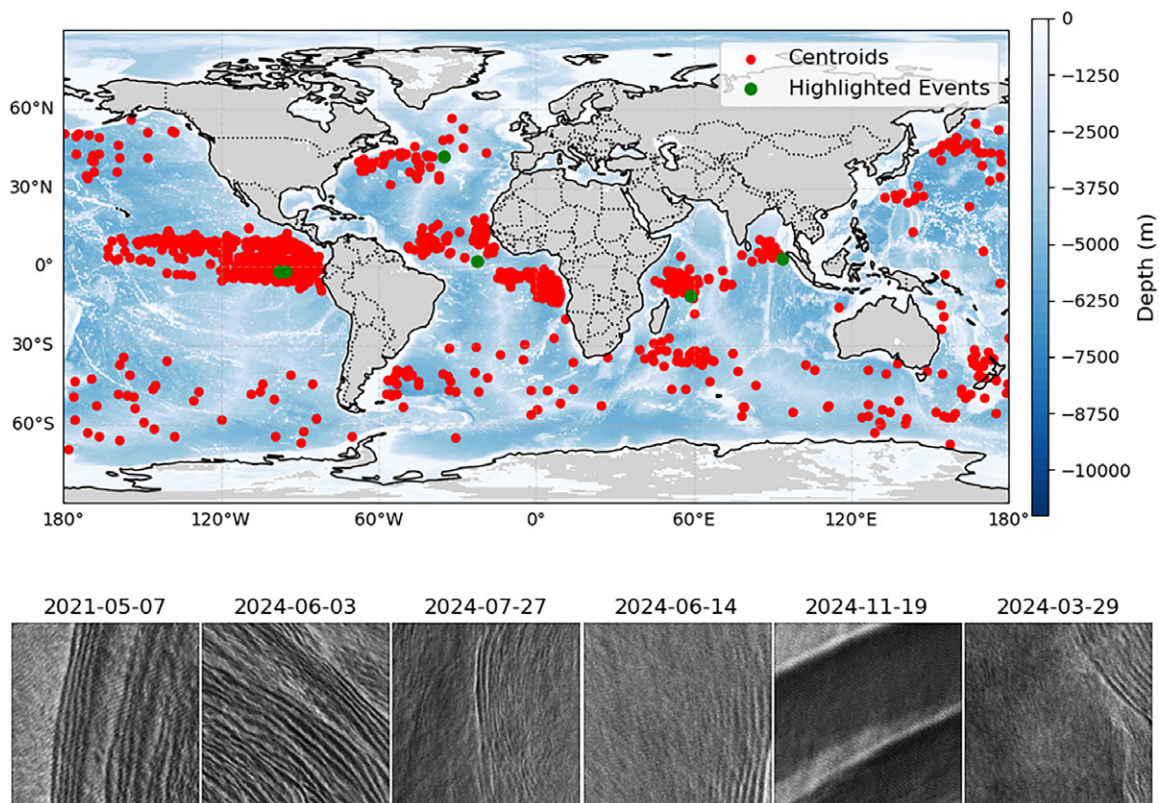 Centroids
Highlighted Events
60°N
30°N
0°
30°S
60°S
180°
120°W
60°W
0°
60°E
120°E
180°
0
−1250
−2500
−3750
−5000
−6250
−7500
−8750
−10000
Depth (m)
2021-05-07 2024-06-03 2024-07-27 2024-06-14 2024-11-19 2024-03-29